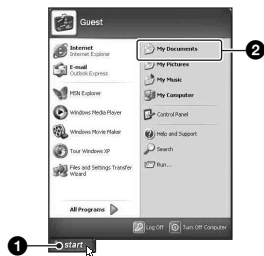 Guest
Internet
Internet Explorer
E-mail
Outlook Express
MSN Explorer
Windows Media Player
Windows Movie Maker
Tour Windows XP
Files and Settings Transfer
Wizard
All Programs
My Documents
My Pictures
My Music
My Computer
Control Panel
Help and Support
Search
Run...
Log Off
Turn Off Computer
start
1
2